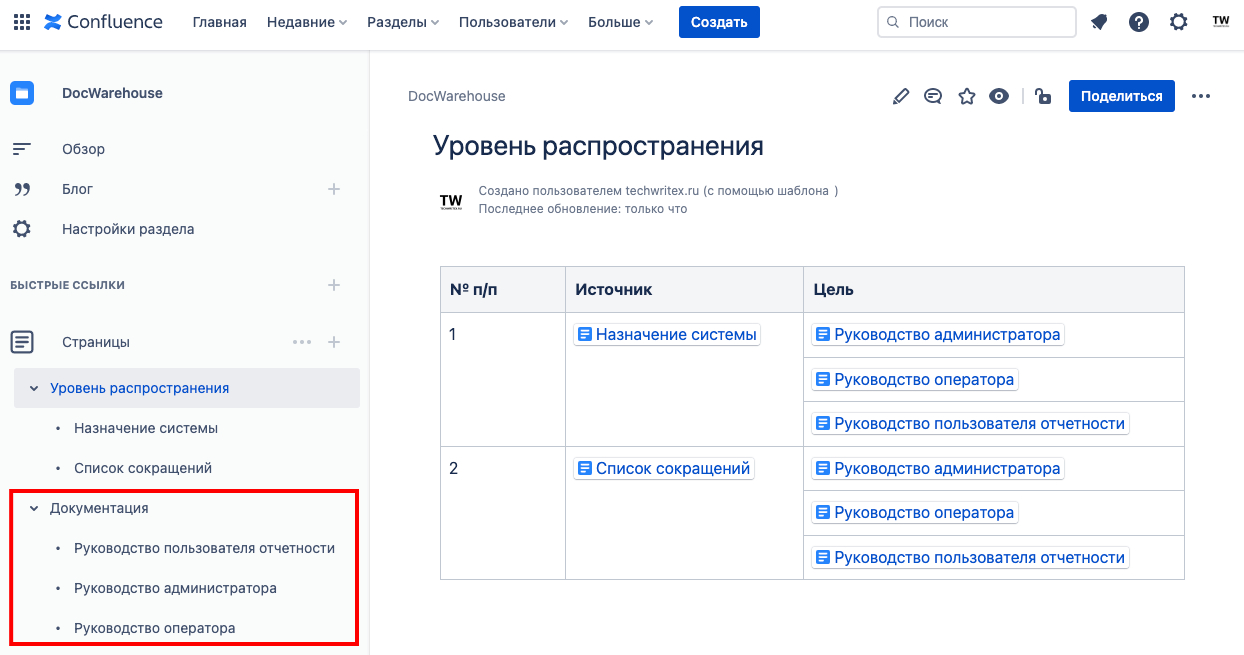 Confluence Главная Недавние Разделы Пользователи Больше Создать Поиск TW
DocWarehouse
Обзор
Блог
Настройки раздела
БЫСТРЫЕ ССЫЛКИ
Страницы
Уровень распространения
Назначение системы
Список сокращений
Документация
Руководство пользователя отчетности
Руководство администратора
Руководство оператора
DocWarehouse Поделиться
Уровень распространения
TW
Создано пользователем techwritex.ru (с помощью шаблона )
Последнее обновление: только что
№ п/п Источник Цель
1 Назначение системы Руководство администратора
Руководство оператора
Руководство пользователя отчетности
2 Список сокращений Руководство администратора
Руководство оператора
Руководство пользователя отчетности